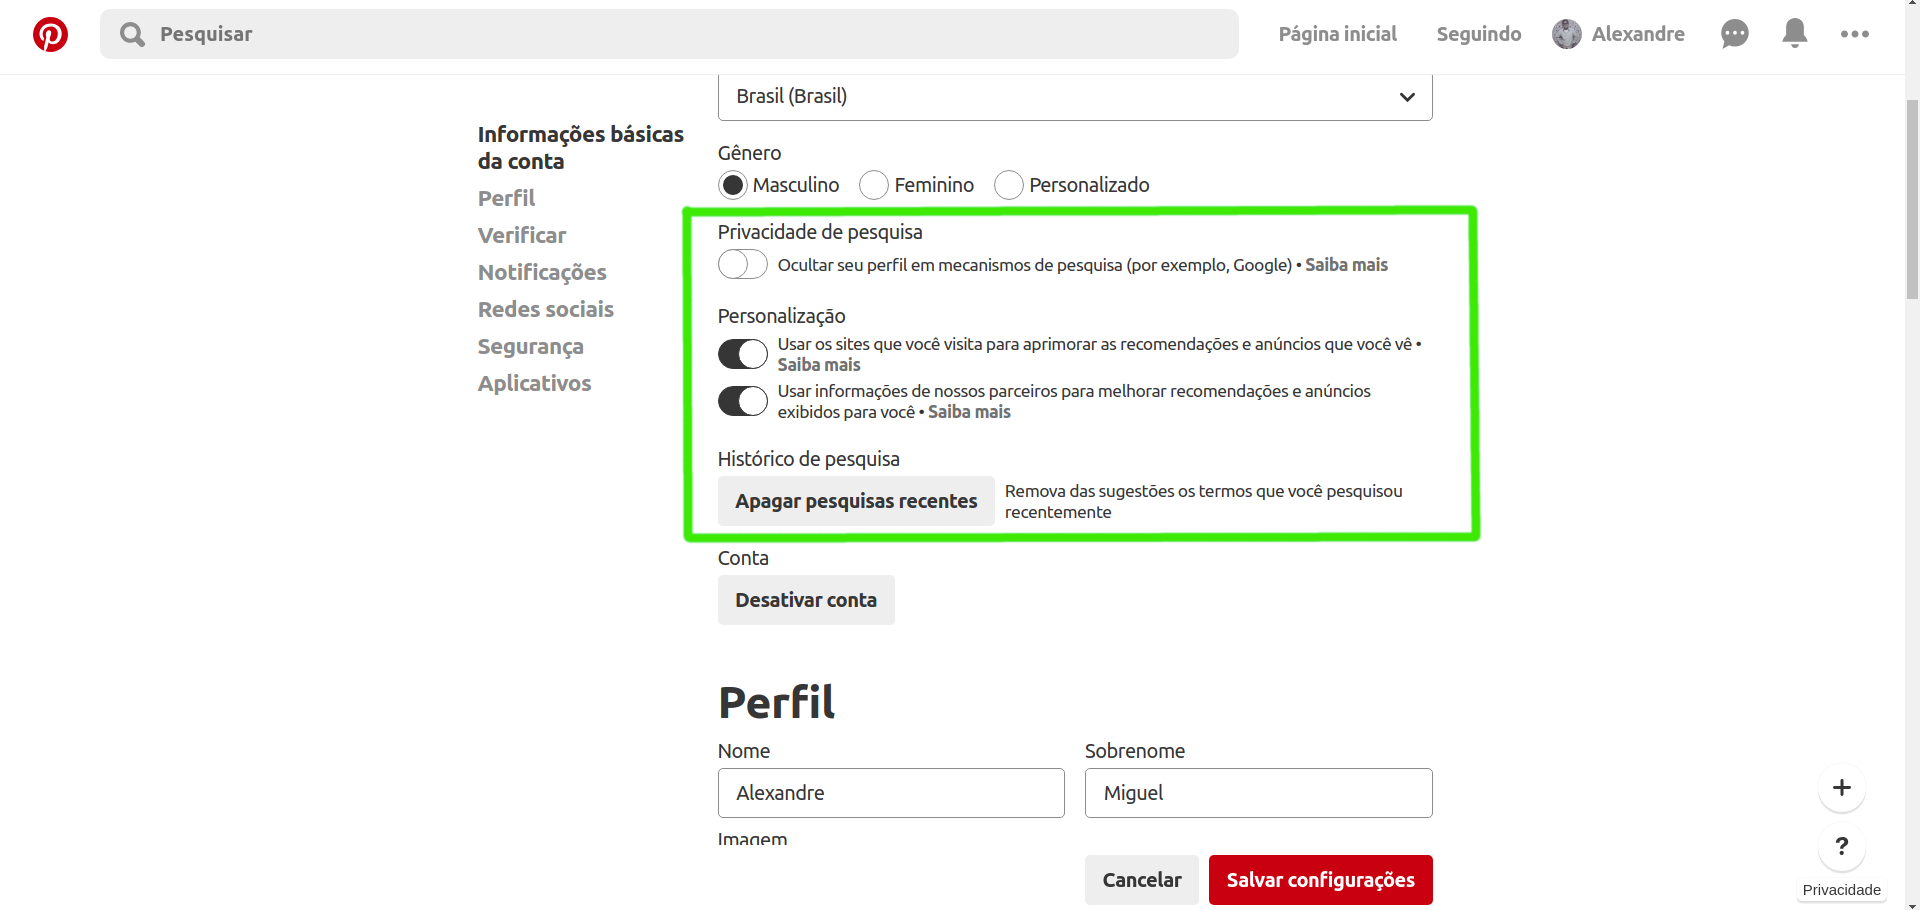 Pesquisar
Página inicial
Seguindo
Alexandre
Brasil (Brasil)
Informações básicas
da conta
Perfil
Verificar
Notificações
Redes sociais
Segurança
Aplicativos
Gênero
Masculino
Feminino
Personalizado
Privacidade de pesquisa
Ocultar seu perfil em mecanismos de pesquisa (por exemplo, Google) • Saiba mais
Personalização
Usar os sites que você visita para aprimorar as recomendações e anúncios que você vê •
Saiba mais
Usar informações de nossos parceiros para melhorar recomendações e anúncios
exibidos para você • Saiba mais
Histórico de pesquisa
Apagar pesquisas recentes
Remova das sugestões os termos que você pesquisou
recentemente
Conta
Desativar conta
Perfil
Nome
Sobrenome
Alexandre
Miguel
Imagem
Cancelar
Salvar configurações
+
?
Privacidade